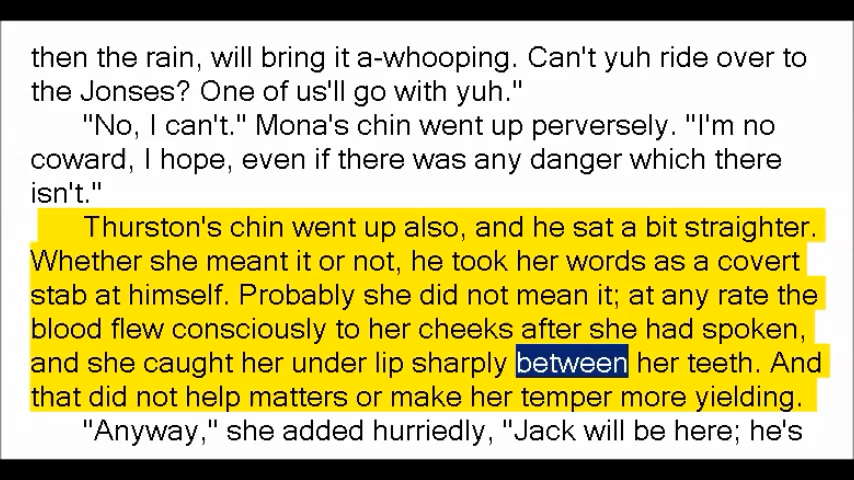 then the rain, will bring it a-whooping. Can't yuh ride over to
the Jonses? One of us'll go with yuh."
"No, I can't." Mona's chin went up perversely. "I'm no
coward, I hope, even if there was any danger which there
isn't."
Thurston's chin went up also, and he sat a bit straighter.
Whether she meant it or not, he took her words as a covert
stab at himself. Probably she did not mean it; at any rate the
blood flew consciously to her cheeks after she had spoken,
and she caught her under lip sharply between her teeth. And
that did not help matters or make her temper more yielding.
"Anyway," she added hurriedly, "Jack will be here; he's